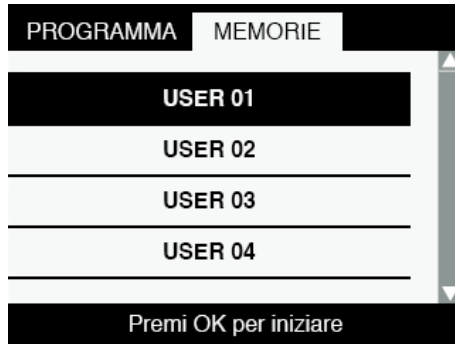 PROGRAMMA MEMORIE
USER 01
USER 02
USER 03
USER 04
Premi OK per iniziare